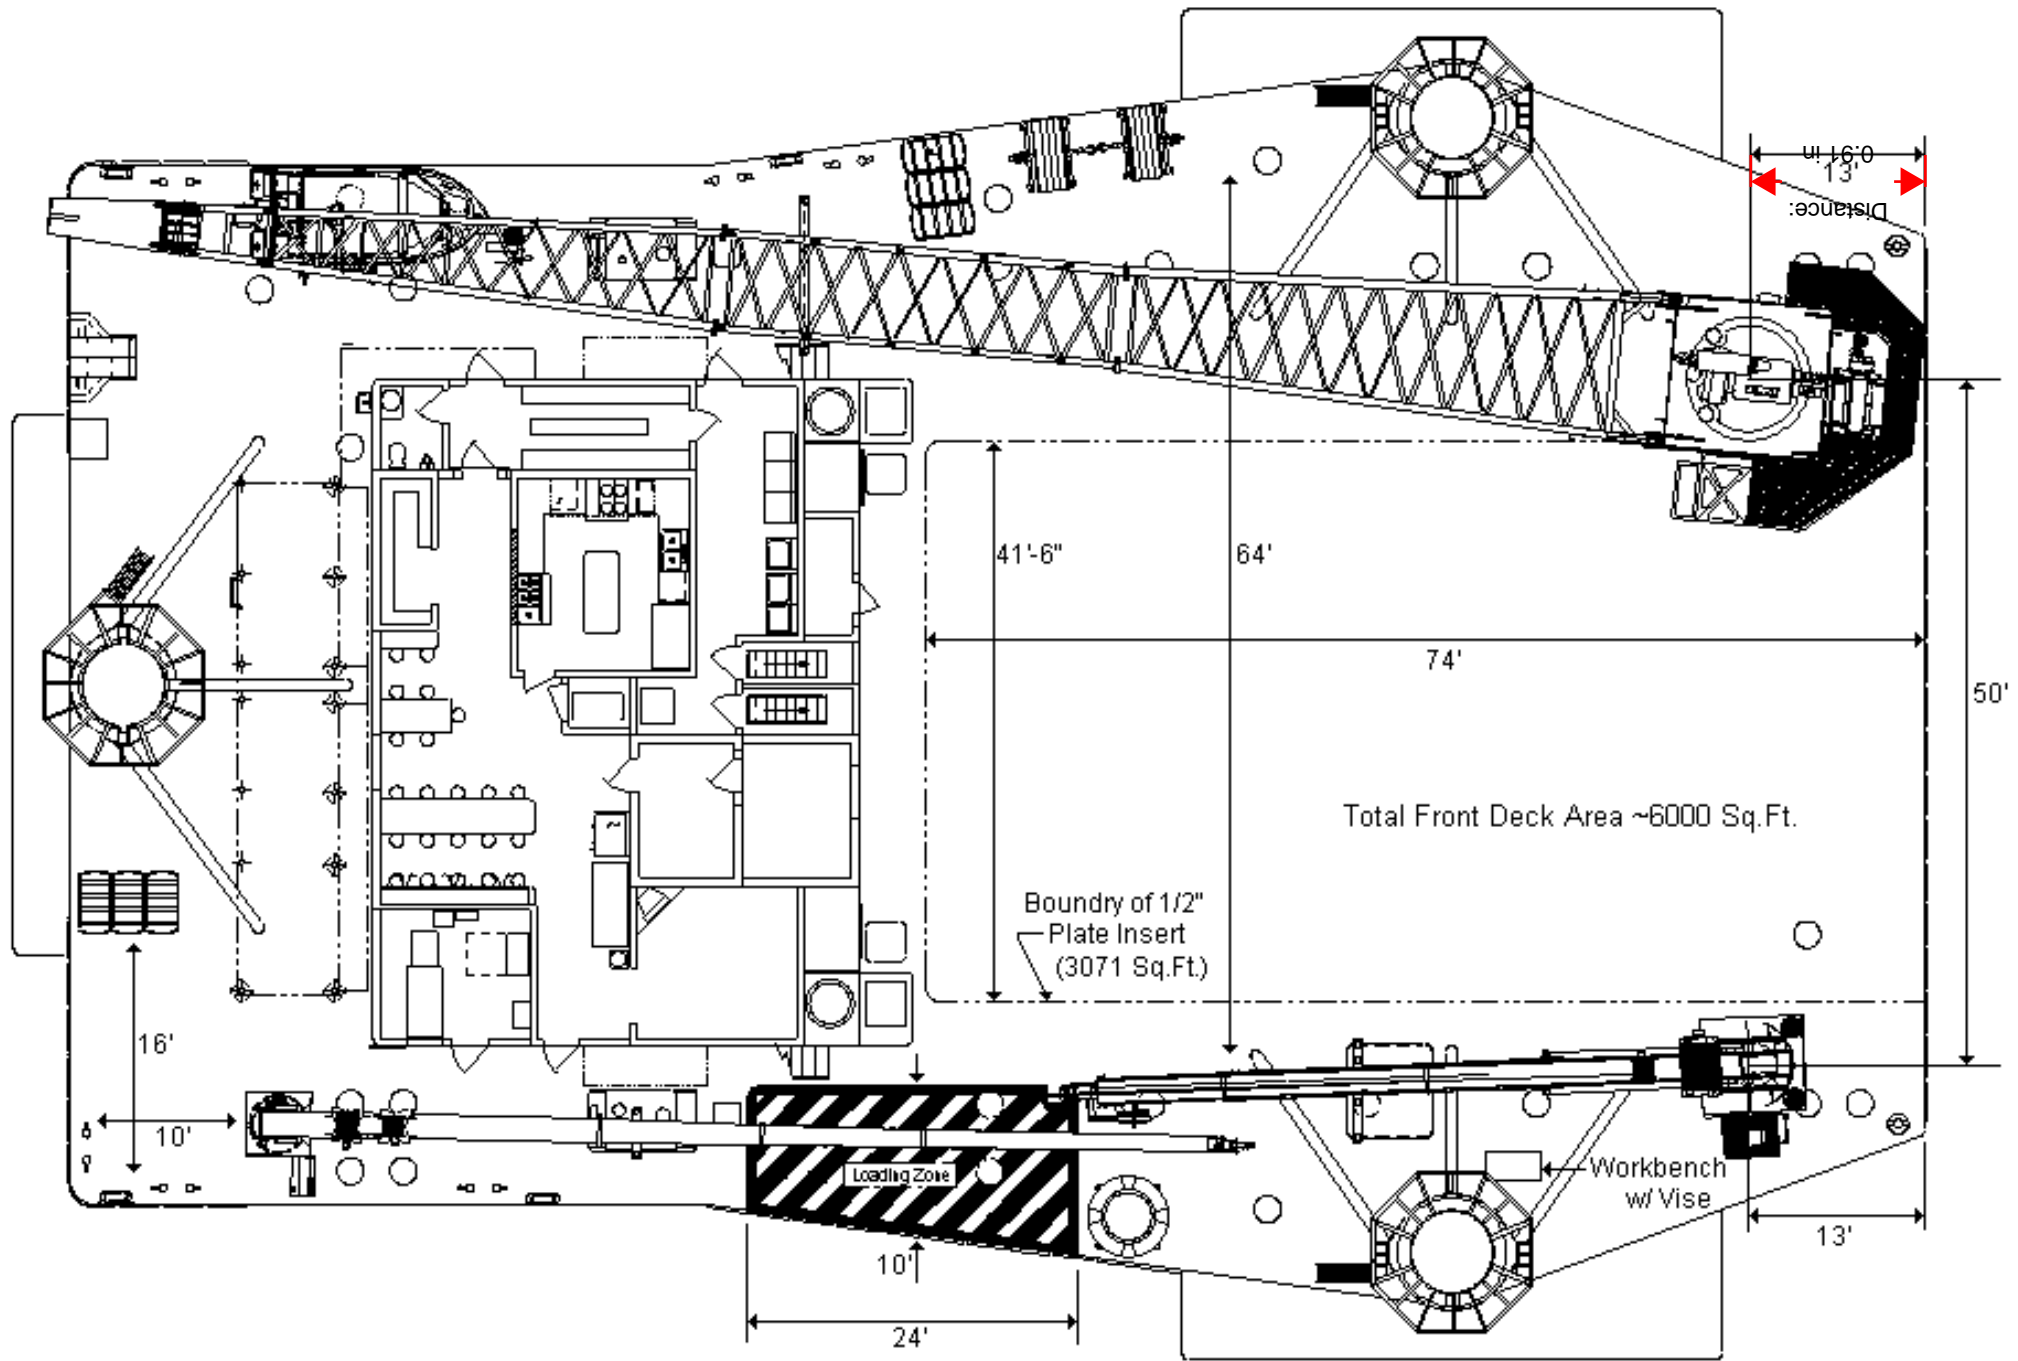 0.91 in
13'
Distance:
41'-6"
64'
74'
50'
Total Front Deck Area ~6000 Sq.Ft.
Boundry of 1/2"
Plate Insert
(3071 Sq.Ft.)
16'
10'
Loading Zone
Workbench
w/ Vise
13'
10'
24'